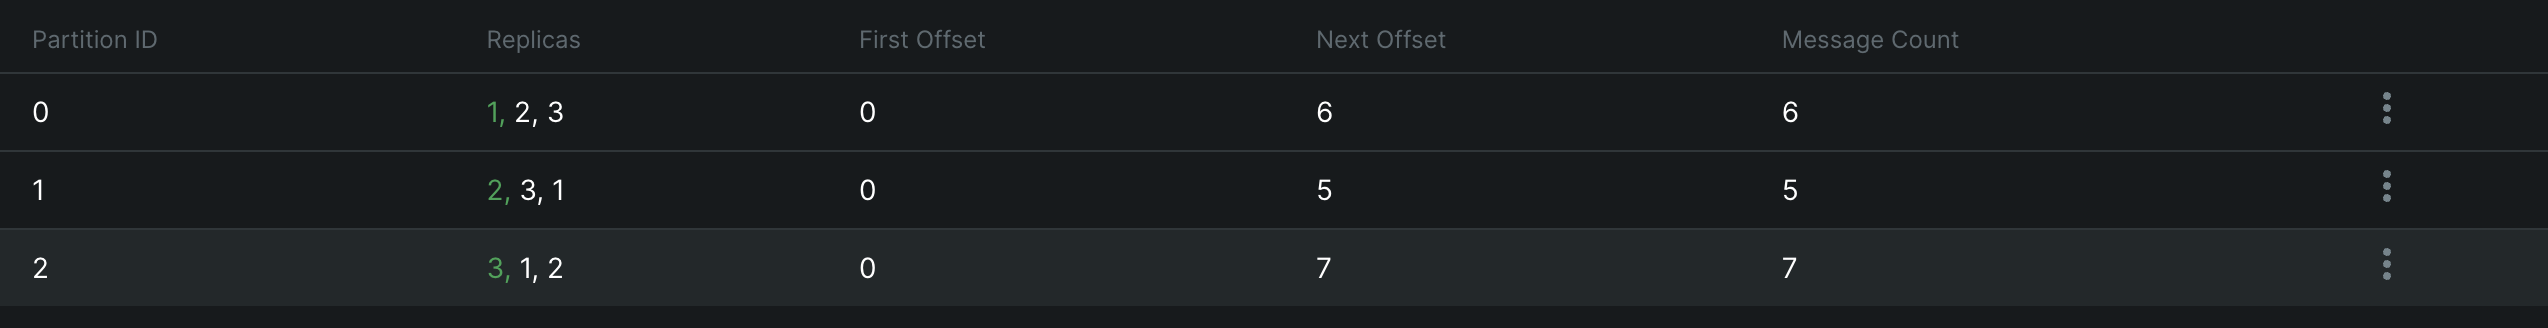 Partition ID Replicas First Offset Next Offset Message Count
0 1, 2, 3 0 6 6
1 2, 3, 1 0 5 5
2 3, 1, 2 0 7 7